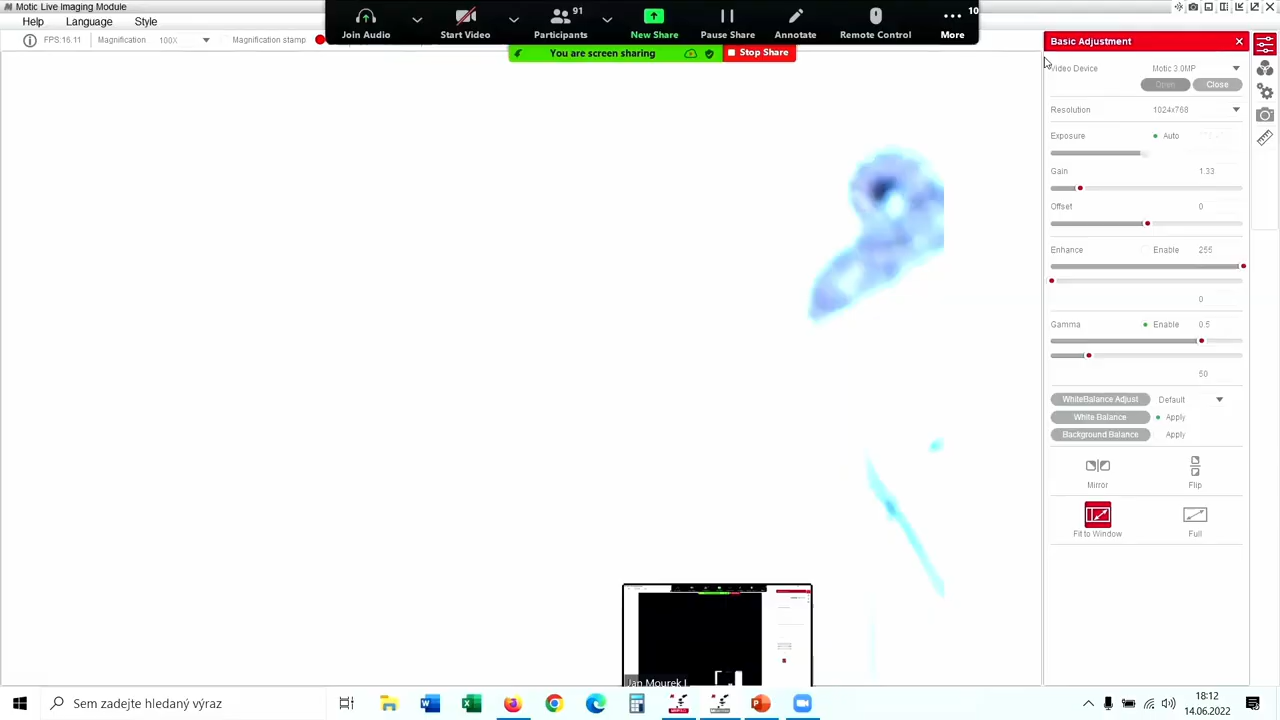 Motic Live Imaging Module
Help Language Style
Join Audio Start Video 91 Participants New Share Pause Share Annotate Remote Control 10 More
FPS:16.11 Magnification 100X Magnification stamp
You are screen sharing Stop Share
Basic Adjustment
Video Device Motic 3.0MP
Open Close
Resolution 1024x768
Exposure Auto
Gain 1.33
Offset 0
Enhance Enable 255
0
Gamma Enable 0.5
50
WhiteBalance Adjust Default
White Balance Apply
Background Balance Apply
Mirror Flip
Fit to Window Full
Jan Mourek
Sem zadejte hledaný výraz
18:12
14.06.2022